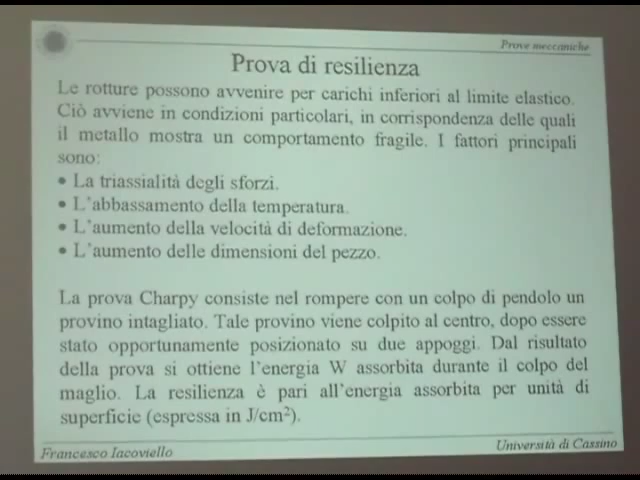 Prove meccaniche
Prova di resilienza
Le rotture possono avvenire per carichi inferiori al limite elastico.
Ciò avviene in condizioni particolari, in corrispondenza delle quali
il metallo mostra un comportamento fragile. I fattori principali
sono:
• La triassialità degli sforzi.
• L'abbassamento della temperatura.
• L'aumento della velocità di deformazione.
• L'aumento delle dimensioni del pezzo.
La prova Charpy consiste nel rompere con un colpo di pendolo un
provino intagliato. Tale provino viene colpito al centro, dopo essere
stato opportunamente posizionato su due appoggi. Dal risultato
della prova si ottiene l'energia W assorbita durante il colpo del
maglio. La resilienza è pari all'energia assorbita per unità di
superficie (espressa in J/cm²).
Francesco Iacoviello
Università di Cassino